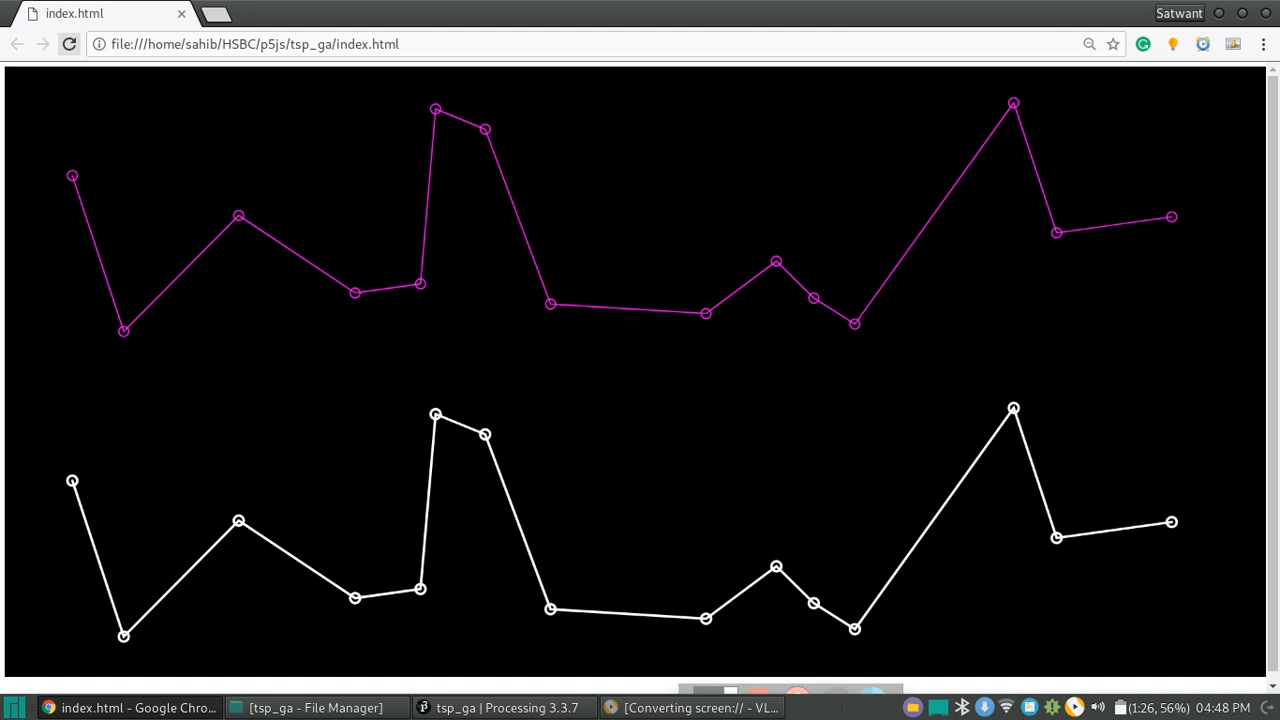 index.html
Satwant
file:///home/sahib/HSBC/p5js/tsp_ga/index.html
index.html - Google Chro...
[tsp_ga - File Manager]
tsp_ga | Processing 3.3.7
[Converting screen:// - VL...
(1:26, 56%)
04:48 PM